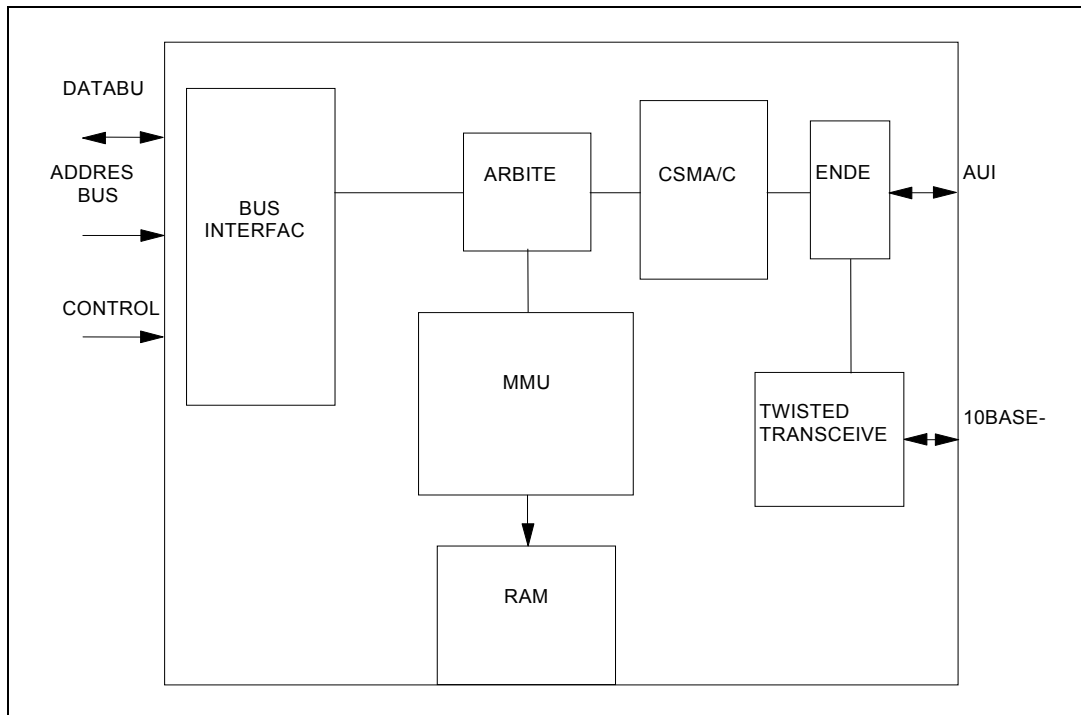 DATABU
ADDRES
BUS
CONTROL
BUS
INTERFAC
ARBITE
CSMA/C
ENDE
AUI
MMU
TWISTED
TRANSCEIVE
10BASE-
RAM